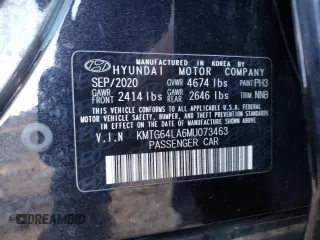 MANUFACTURED IN KOREA BY
HYUNDAI MOTOR COMPANY
SEP/2020 GVWR 4674 lbs PAINT PH3
GAWR FRONT 2414 lbs GAWR REAR 2646 lbs TRIM NNB
THIS VEHICLE CONFORMS TO ALL APPLICABLE
FEDERAL MOTOR VEHICLE SAFETY,
BUMPER, AND THEFT PREVENTION STANDARDS
IN EFFECT ON THE DATE OF MANUFACTURE
SHOWN ABOVE.
V.I.N KMTG64LA6MU073463
PASSENGER CAR
AUTOBIDMASTER